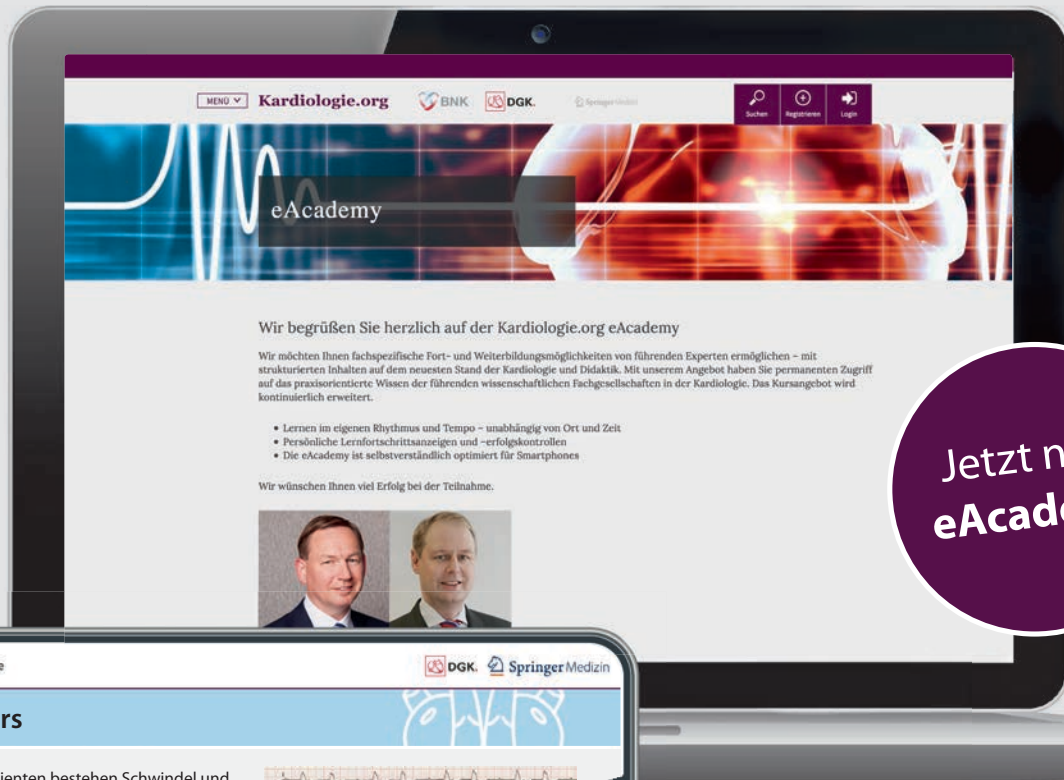 MENÜ
Kardiologie.org
BNK
DGK.
Springer Medizin
Suchen
Registrieren
Login
eAcademy
Wir begrüßen Sie herzlich auf der Kardiologie.org eAcademy
Wir möchten Ihnen fachspezifische Fort- und Weiterbildungsmöglichkeiten von führenden Experten ermöglichen – mit
strukturierten Inhalten auf dem neuesten Stand der Kardiologie und Didaktik. Mit unserem Angebot haben Sie permanenten Zugriff
auf das praxisorientierte Wissen der führenden wissenschaftlichen Fachgesellschaften in der Kardiologie. Das Kursangebot wird
kontinuierlich erweitert.
• Lernen im eigenen Rhythmus und Tempo – unabhängig von Ort und Zeit
• Persönliche Lernfortschrittsanzeigen und –erfolgskontrollen
• Die eAcademy ist selbstverständlich optimiert für Smartphones
Wir wünschen Ihnen viel Erfolg bei der Teilnahme.
Jetzt n
eAcad
e
DGK.
Springer Medizin
rs
ienten bestehen Schwindel und